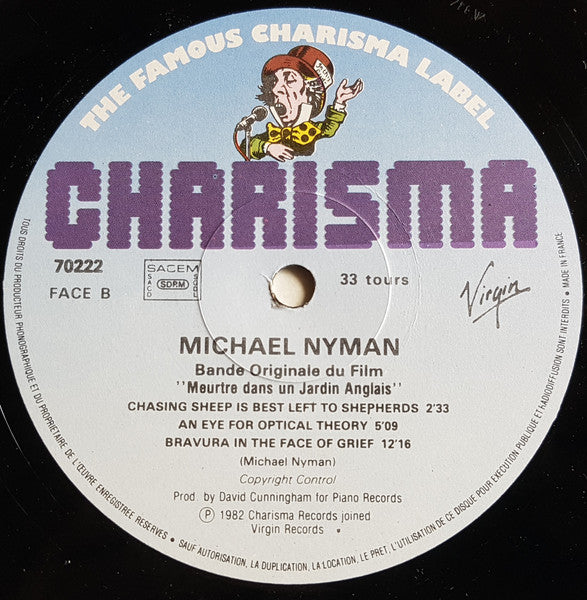 THE FAMOUS CHARISMA LABEL
CHARISMA
70222
FACE B
SACEM
SACD
SDRM
SGDL
33 tours
Virgin
MICHAEL NYMAN
Bande Originale du Film
''Meurtre dans un Jardin Anglais''
CHASING SHEEP IS BEST LEFT TO SHEPHERDS 2'33
AN EYE FOR OPTICAL THEORY 5'09
BRAVURA IN THE FACE OF GRIEF 12'16
(Michael Nyman)
Copyright Control
Prod. by David Cunningham for Piano Records
Ⓟ 1982 Charisma Records joined
Virgin Records
TOUS DROITS DU PRODUCTEUR PHONOGRAPHIQUE ET DU PROPRIETAIRE DE L'ŒUVRE ENREGISTREE RESERVES • SAUF AUTORISATION, LA DUPLICATION, LA LOCATION, LE PRET, L'UTILISATION DE CE DISQUE POUR EXECUTION PUBLIQUE ET RADIODIFFUSION SONT INTERDITS • MADE IN FRANCE